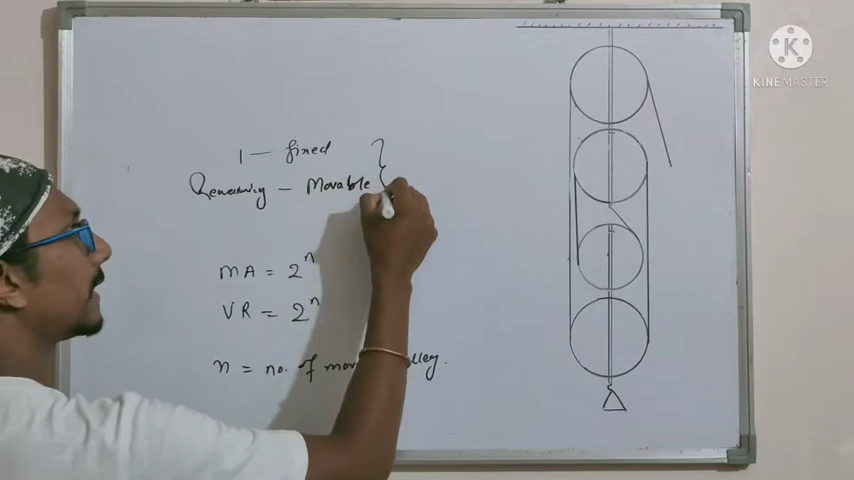 1 — fixed
Remaining — Movable
MA = 2^n
VR = 2^n
n = no. of
K
KINEMASTER